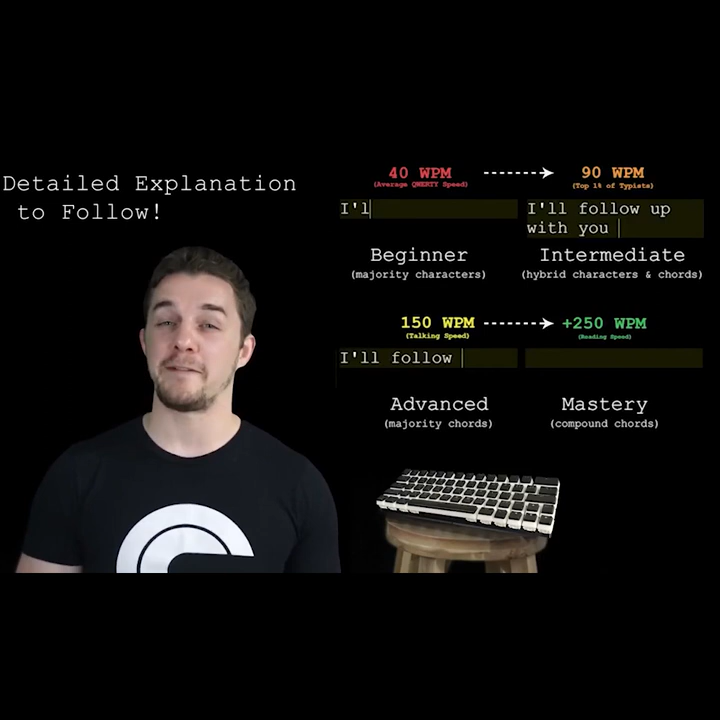 Detailed Explanation
to Follow!
40 WPM
(Average QWERTY Speed)
90 WPM
(Top 1% of Typists)
I'l
I'll follow up
with you
Beginner
(majority characters)
Intermediate
(hybrid characters & chords)
150 WPM
(Talking Speed)
+250 WPM
(Reading Speed)
I'll follow
Advanced
(majority chords)
Mastery
(compound chords)